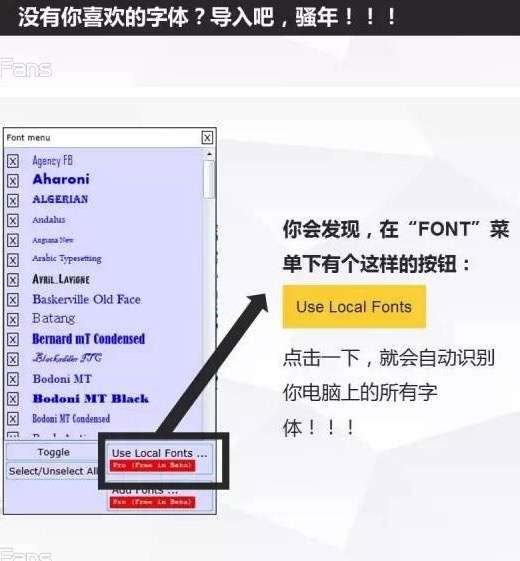 没有你喜欢的字体？导入吧，骚年！！！
Fans
Font menu
X
X Agency FB
X Aharoni
X ALGERIAN
X Andalus
X Angsana New
X Arabic Typesetting
X Avril Lavigne
X Baskerville Old Face
X Batang
X Bernard MT Condensed
X Blackadder ITC
X Bodoni MT
X Bodoni MT Black
X Bodoni MT Condensed
Toggle
Select/Unselect All
Use Local Fonts ...
Pro (Free in Beta)
Add Fonts ...
Pro (Free in Beta)
你会发现，在“FONT”菜
单下有个这样的按钮：
Use Local Fonts
点击一下，就会自动识别
你电脑上的所有字
体！！！
Fans